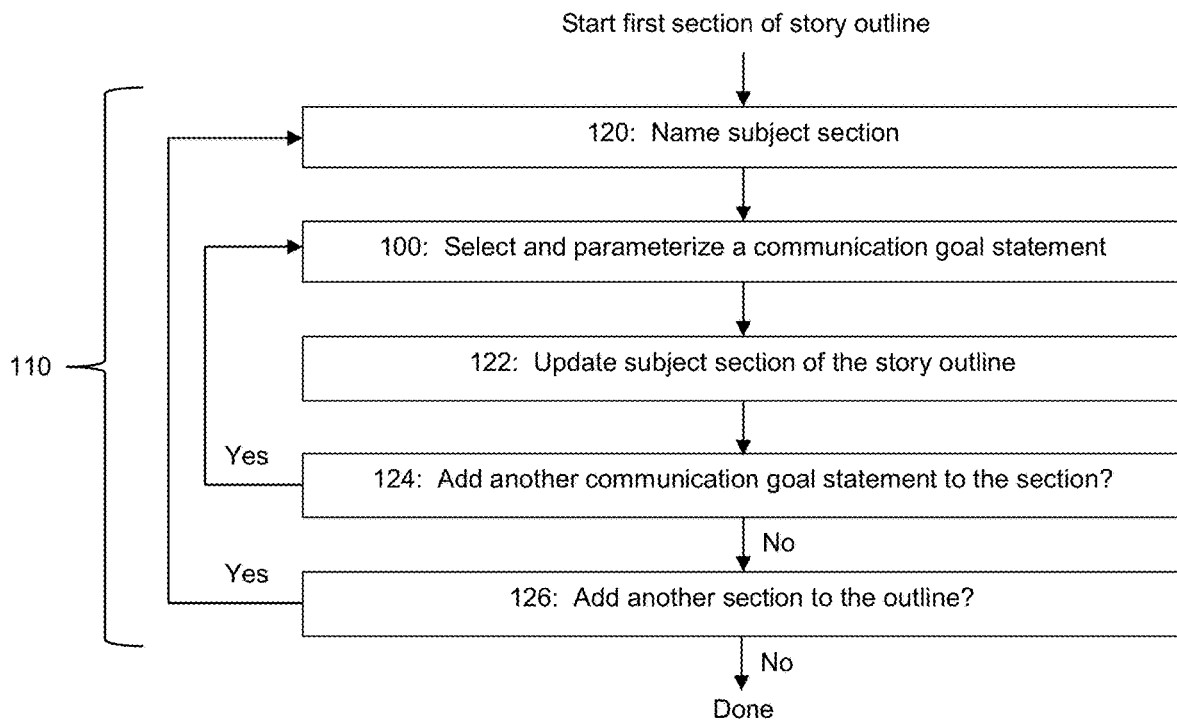 Start first section of story outline
120: Name subject section
100: Select and parameterize a communication goal statement
122: Update subject section of the story outline
110
Yes
124: Add another communication goal statement to the section?
No
Yes
126: Add another section to the outline?
No
Done